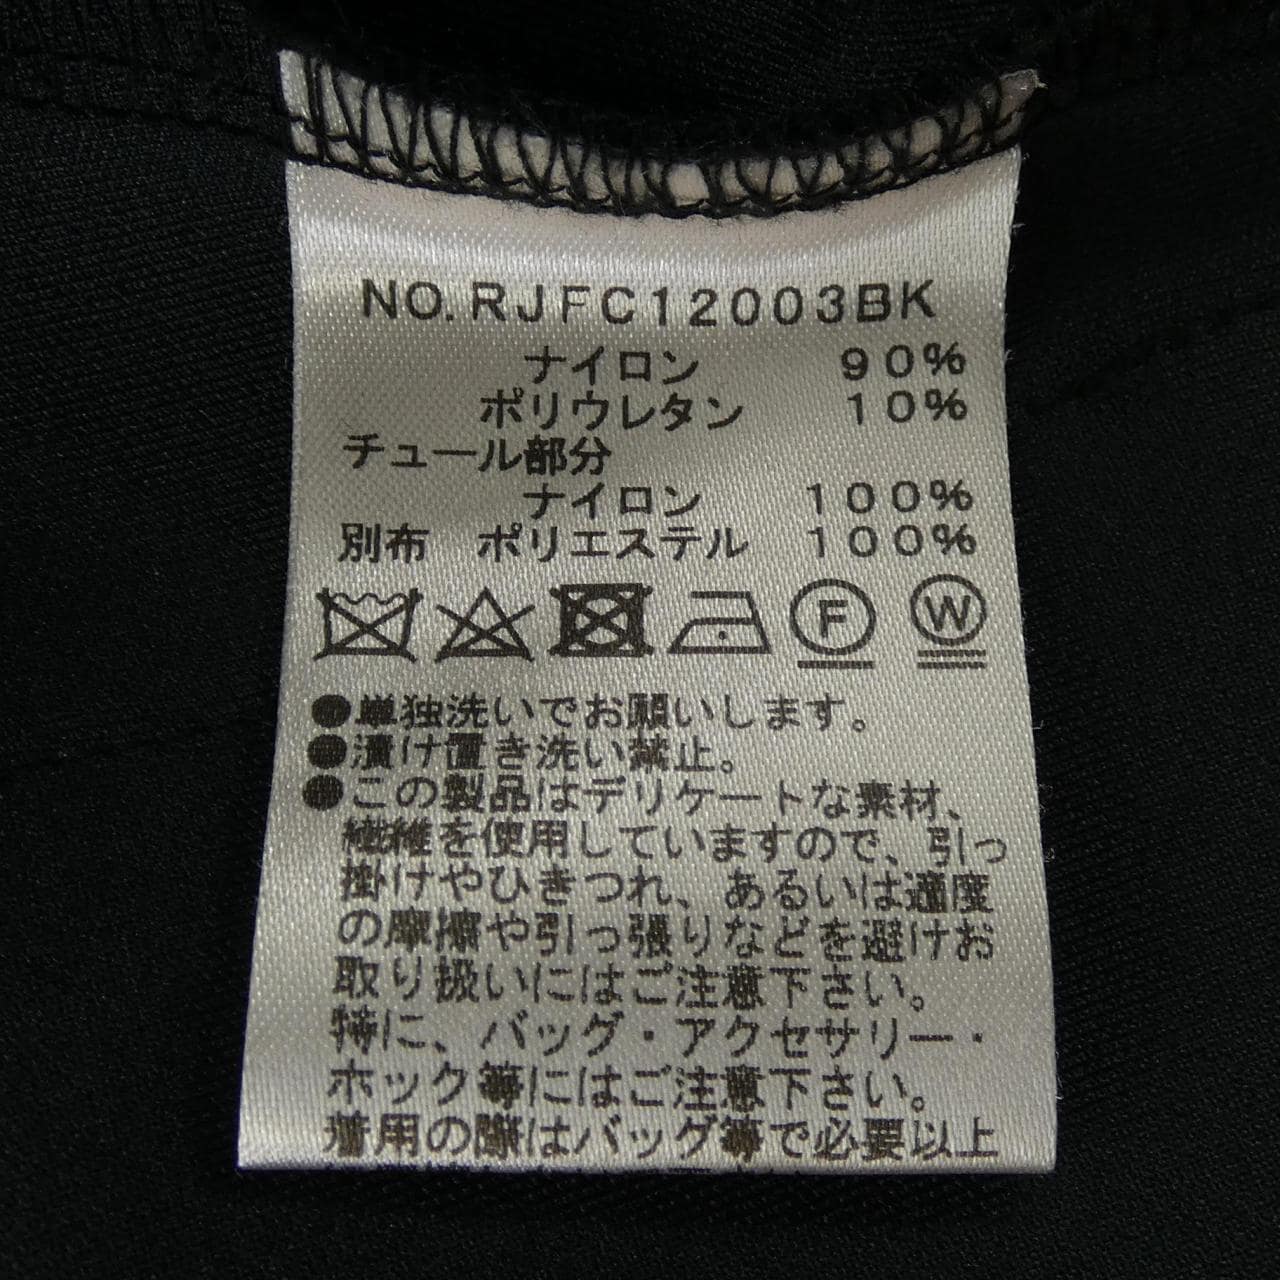 NO.RJFC12003BK
ナイロン 90%
ポリウレタン 10%
チュール部分
ナイロン 100%
別布 ポリエステル 100%
F W
●単独洗いでお願いします。
●漬け置き洗い禁止。
●この製品はデリケートな素材、
繊維を使用していますので、引っ
掛けやひきつれ、あるいは適度
の摩擦や引っ張りなどを避けお
取り扱いにはご注意下さい。
特に、バッグ・アクセサリー・
ホック等にはご注意下さい。
着用の際はバッグ等で必要以上